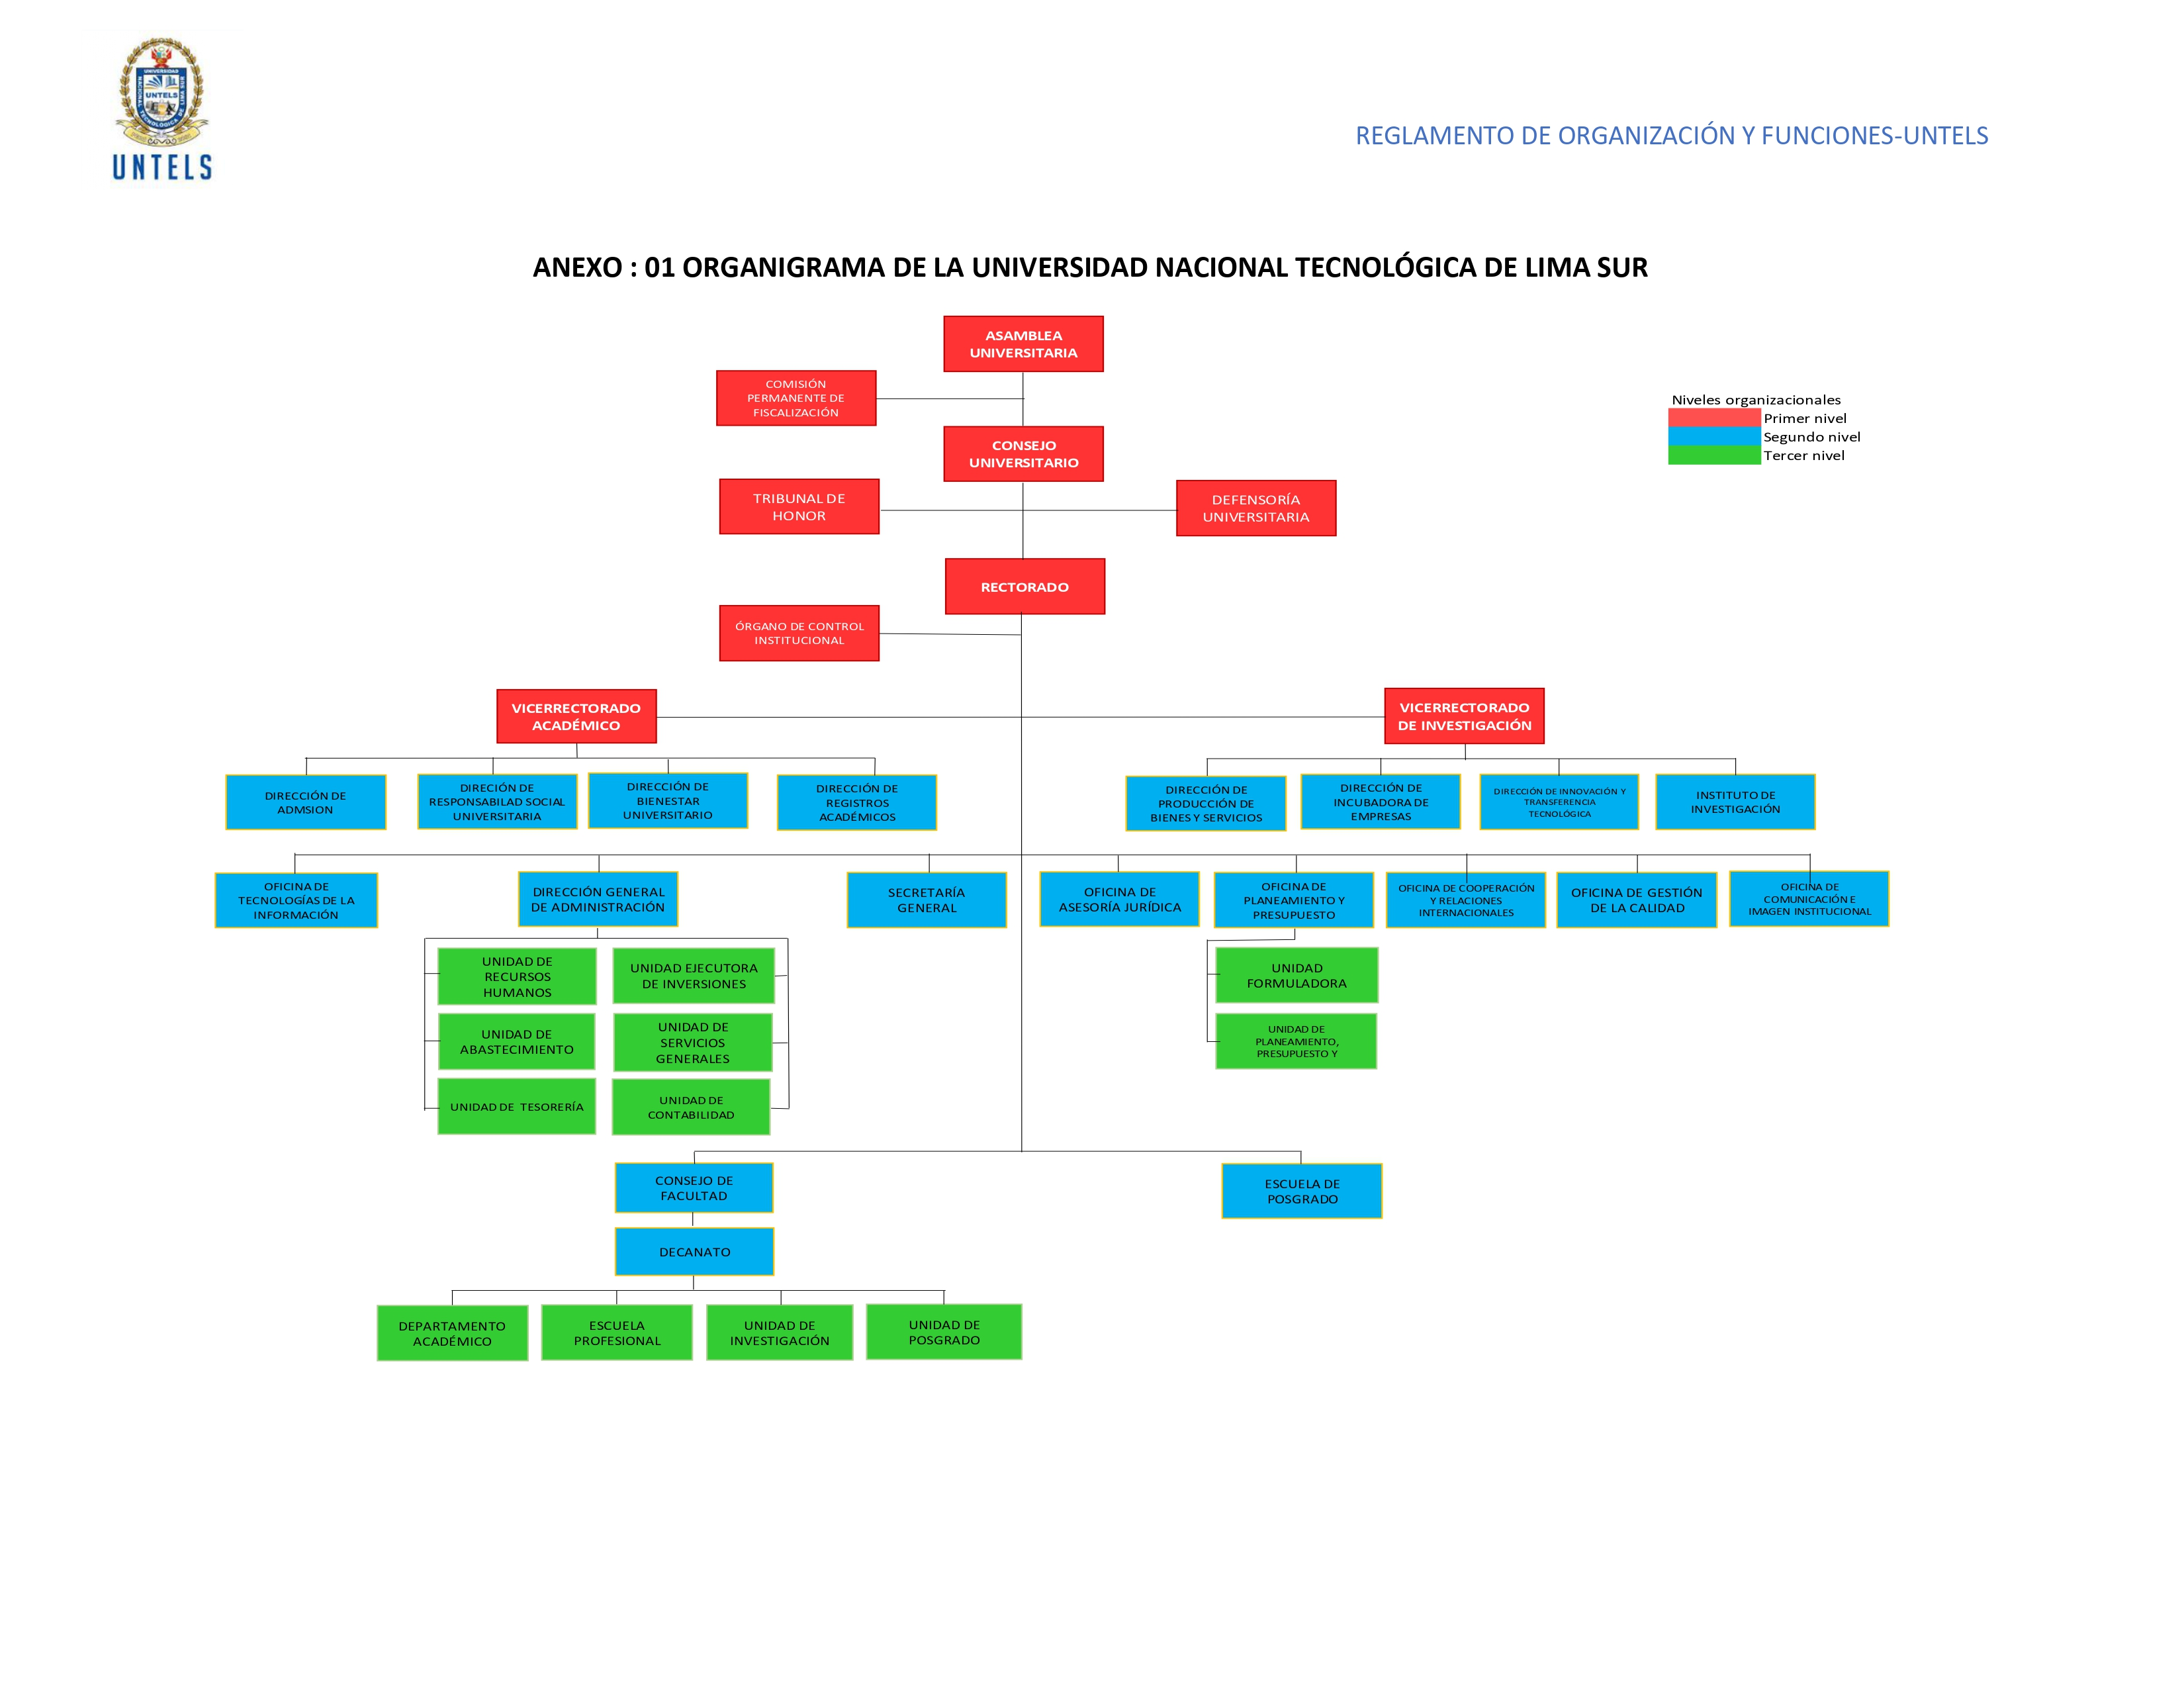 UNIVERSIDAD
UNTELS
UNTELS
REGLAMENTO DE ORGANIZACIÓN Y FUNCIONES-UNTELS
ANEXO : 01 ORGANIGRAMA DE LA UNIVERSIDAD NACIONAL TECNOLÓGICA DE LIMA SUR
ASAMBLEA
UNIVERSITARIA
COMISIÓN
PERMANENTE DE
FISCALIZACIÓN
Niveles organizacionales
Primer nivel
Segundo nivel
Tercer nivel
CONSEJO
UNIVERSITARIO
TRIBUNAL DE
HONOR
DEFENSORÍA
UNIVERSITARIA
RECTORADO
ÓRGANO DE CONTROL
INSTITUCIONAL
VICERRECTORADO
ACADÉMICO
VICERRECTORADO
DE INVESTIGACIÓN
DIRECCIÓN DE
ADMSION
DIRECIÓN DE
RESPONSABILAD SOCIAL
UNIVERSITARIA
DIRECCIÓN DE
BIENESTAR
UNIVERSITARIO
DIRECCIÓN DE
REGISTROS
ACADÉMICOS
DIRECCIÓN DE
PRODUCCIÓN DE
BIENES Y SERVICIOS
DIRECCIÓN DE
INCUBADORA DE
EMPRESAS
DIRECCIÓN DE INNOVACIÓN Y
TRANSFERENCIA
TECNOLÓGICA
INSTITUTO DE
INVESTIGACIÓN
OFICINA DE
TECNOLOGÍAS DE LA
INFORMACIÓN
DIRECCIÓN GENERAL
DE ADMINISTRACIÓN
SECRETARÍA
GENERAL
OFICINA DE
ASESORÍA JURÍDICA
OFICINA DE
PLANEAMIENTO Y
PRESUPUESTO
OFICINA DE COOPERACIÓN
Y RELACIONES
INTERNACIONALES
OFICINA DE GESTIÓN
DE LA CALIDAD
OFICINA DE
COMUNICACIÓN E
IMAGEN INSTITUCIONAL
UNIDAD DE
RECURSOS
HUMANOS
UNIDAD EJECUTORA
DE INVERSIONES
UNIDAD
FORMULADORA
UNIDAD DE
ABASTECIMIENTO
UNIDAD DE
SERVICIOS
GENERALES
UNIDAD DE
PLANEAMIENTO,
PRESUPUESTO Y
UNIDAD DE TESORERÍA
UNIDAD DE
CONTABILIDAD
CONSEJO DE
FACULTAD
ESCUELA DE
POSGRADO
DECANATO
DEPARTAMENTO
ACADÉMICO
ESCUELA
PROFESIONAL
UNIDAD DE
INVESTIGACIÓN
UNIDAD DE
POSGRADO